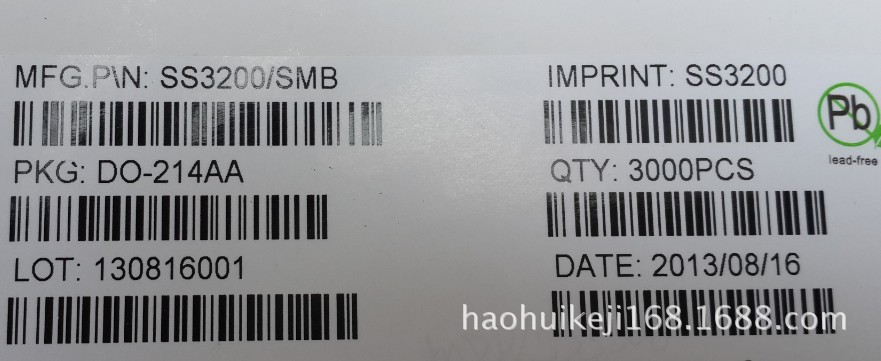 MFG.P\N: SS3200/SMB
IMPRINT: SS3200
Pb
lead-free
PKG: DO-214AA
QTY: 3000PCS
LOT: 130816001
DATE: 2013/08/16
haohuikeji168.1688.com